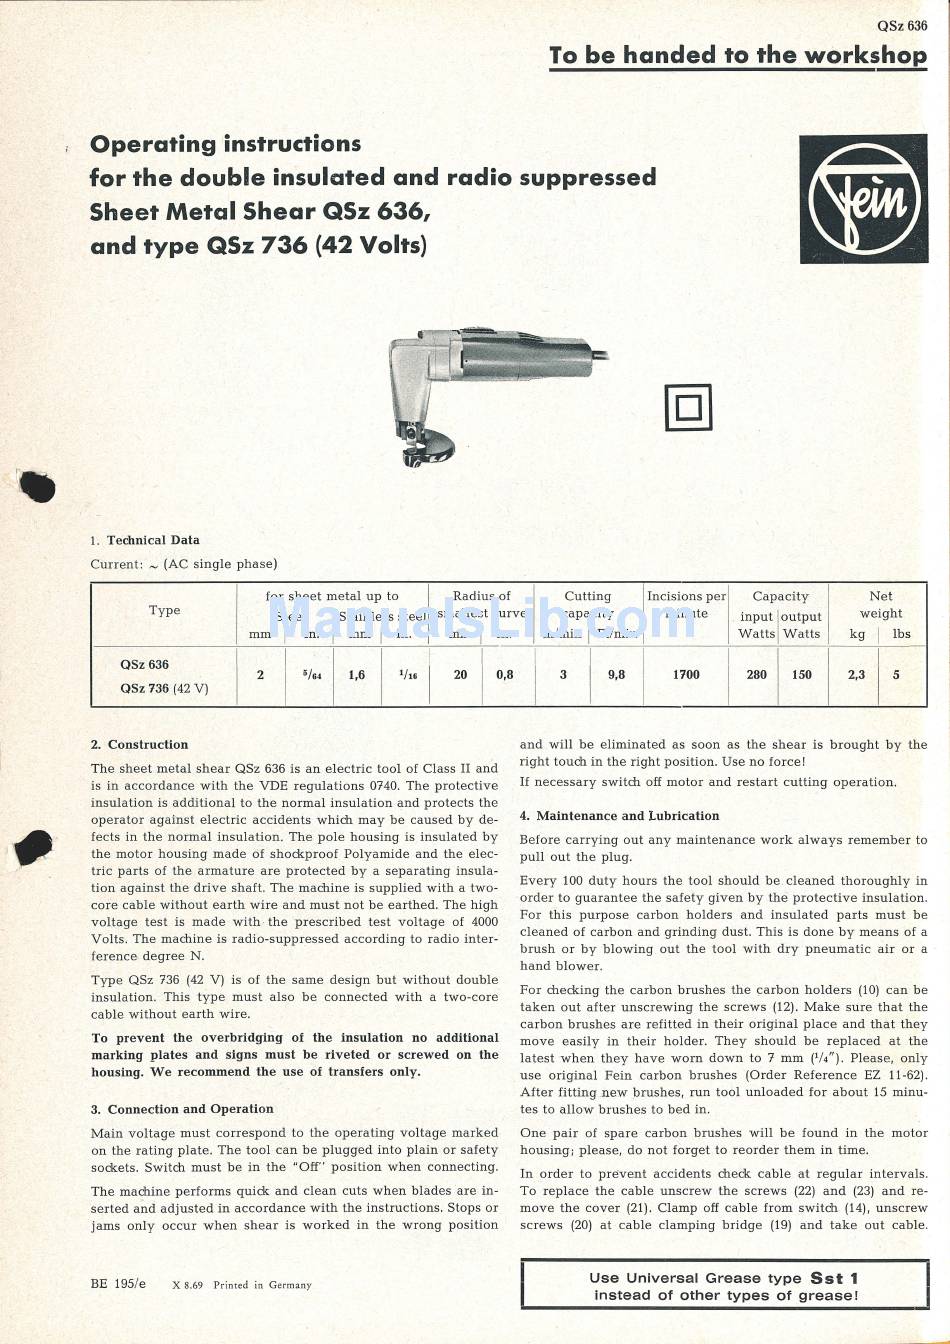 QSz 636
To be handed to the workshop
Operating instructions
for the double insulated and radio suppressed
Sheet Metal Shear QSz 636,
and type QSz 736 (42 Volts)
Fein
1. Technical Data
Current: ~ (AC single phase)
Type for sheet metal up to Radius of Cutting Incisions per Capacity Net
ManualsLib.com
input output weight
mm Watts Watts kg lbs
QSz 636
QSz 736 (42 V)
2 5/64 1,6 1/16 20 0,8 3 9,8 1700 280 150 2,3 5
2. Construction
The sheet metal shear QSz 636 is an electric tool of Class II and
is in accordance with the VDE regulations 0740. The protective
insulation is additional to the normal insulation and protects the
operator against electric accidents which may be caused by de-
fects in the normal insulation. The pole housing is insulated by
the motor housing made of shockproof Polyamide and the elec-
tric parts of the armature are protected by a separating insula-
tion against the drive shaft. The machine is supplied with a two-
core cable without earth wire and must not be earthed. The high
voltage test is made with the prescribed test voltage of 4000
Volts. The machine is radio-suppressed according to radio inter-
ference degree N.
Type QSz 736 (42 V) is of the same design but without double
insulation. This type must also be connected with a two-core
cable without earth wire.
To prevent the overbridging of the insulation no additional
marking plates and signs must be riveted or screwed on the
housing. We recommend the use of transfers only.
3. Connection and Operation
Main voltage must correspond to the operating voltage marked
on the rating plate. The tool can be plugged into plain or safety
sockets. Switch must be in the "Off" position when connecting.
The machine performs quick and clean cuts when blades are in-
serted and adjusted in accordance with the instructions. Stops or
jams only occur when shear is worked in the wrong position
and will be eliminated as soon as the shear is brought by the
right touch in the right position. Use no force!
If necessary switch off motor and restart cutting operation.
4. Maintenance and Lubrication
Before carrying out any maintenance work always remember to
pull out the plug.
Every 100 duty hours the tool should be cleaned thoroughly in
order to guarantee the safety given by the protective insulation.
For this purpose carbon holders and insulated parts must be
cleaned of carbon and grinding dust. This is done by means of a
brush or by blowing out the tool with dry pneumatic air or a
hand blower.
For checking the carbon brushes the carbon holders (10) can be
taken out after unscrewing the screws (12). Make sure that the
carbon brushes are refitted in their original place and that they
move easily in their holder. They should be replaced at the
latest when they have worn down to 7 mm (1/4"). Please, only
use original Fein carbon brushes (Order Reference EZ 11-62).
After fitting new brushes, run tool unloaded for about 15 minu-
tes to allow brushes to bed in.
One pair of spare carbon brushes will be found in the motor
housing; please, do not forget to reorder them in time.
In order to prevent accidents check cable at regular intervals.
To replace the cable unscrew the screws (22) and (23) and re-
move the cover (21). Clamp off cable from switch (14), unscrew
screws (20) at cable clamping bridge (19) and take out cable.
BE 195/e X 8.69 Printed in Germany
Use Universal Grease type Sst 1
instead of other types of grease!